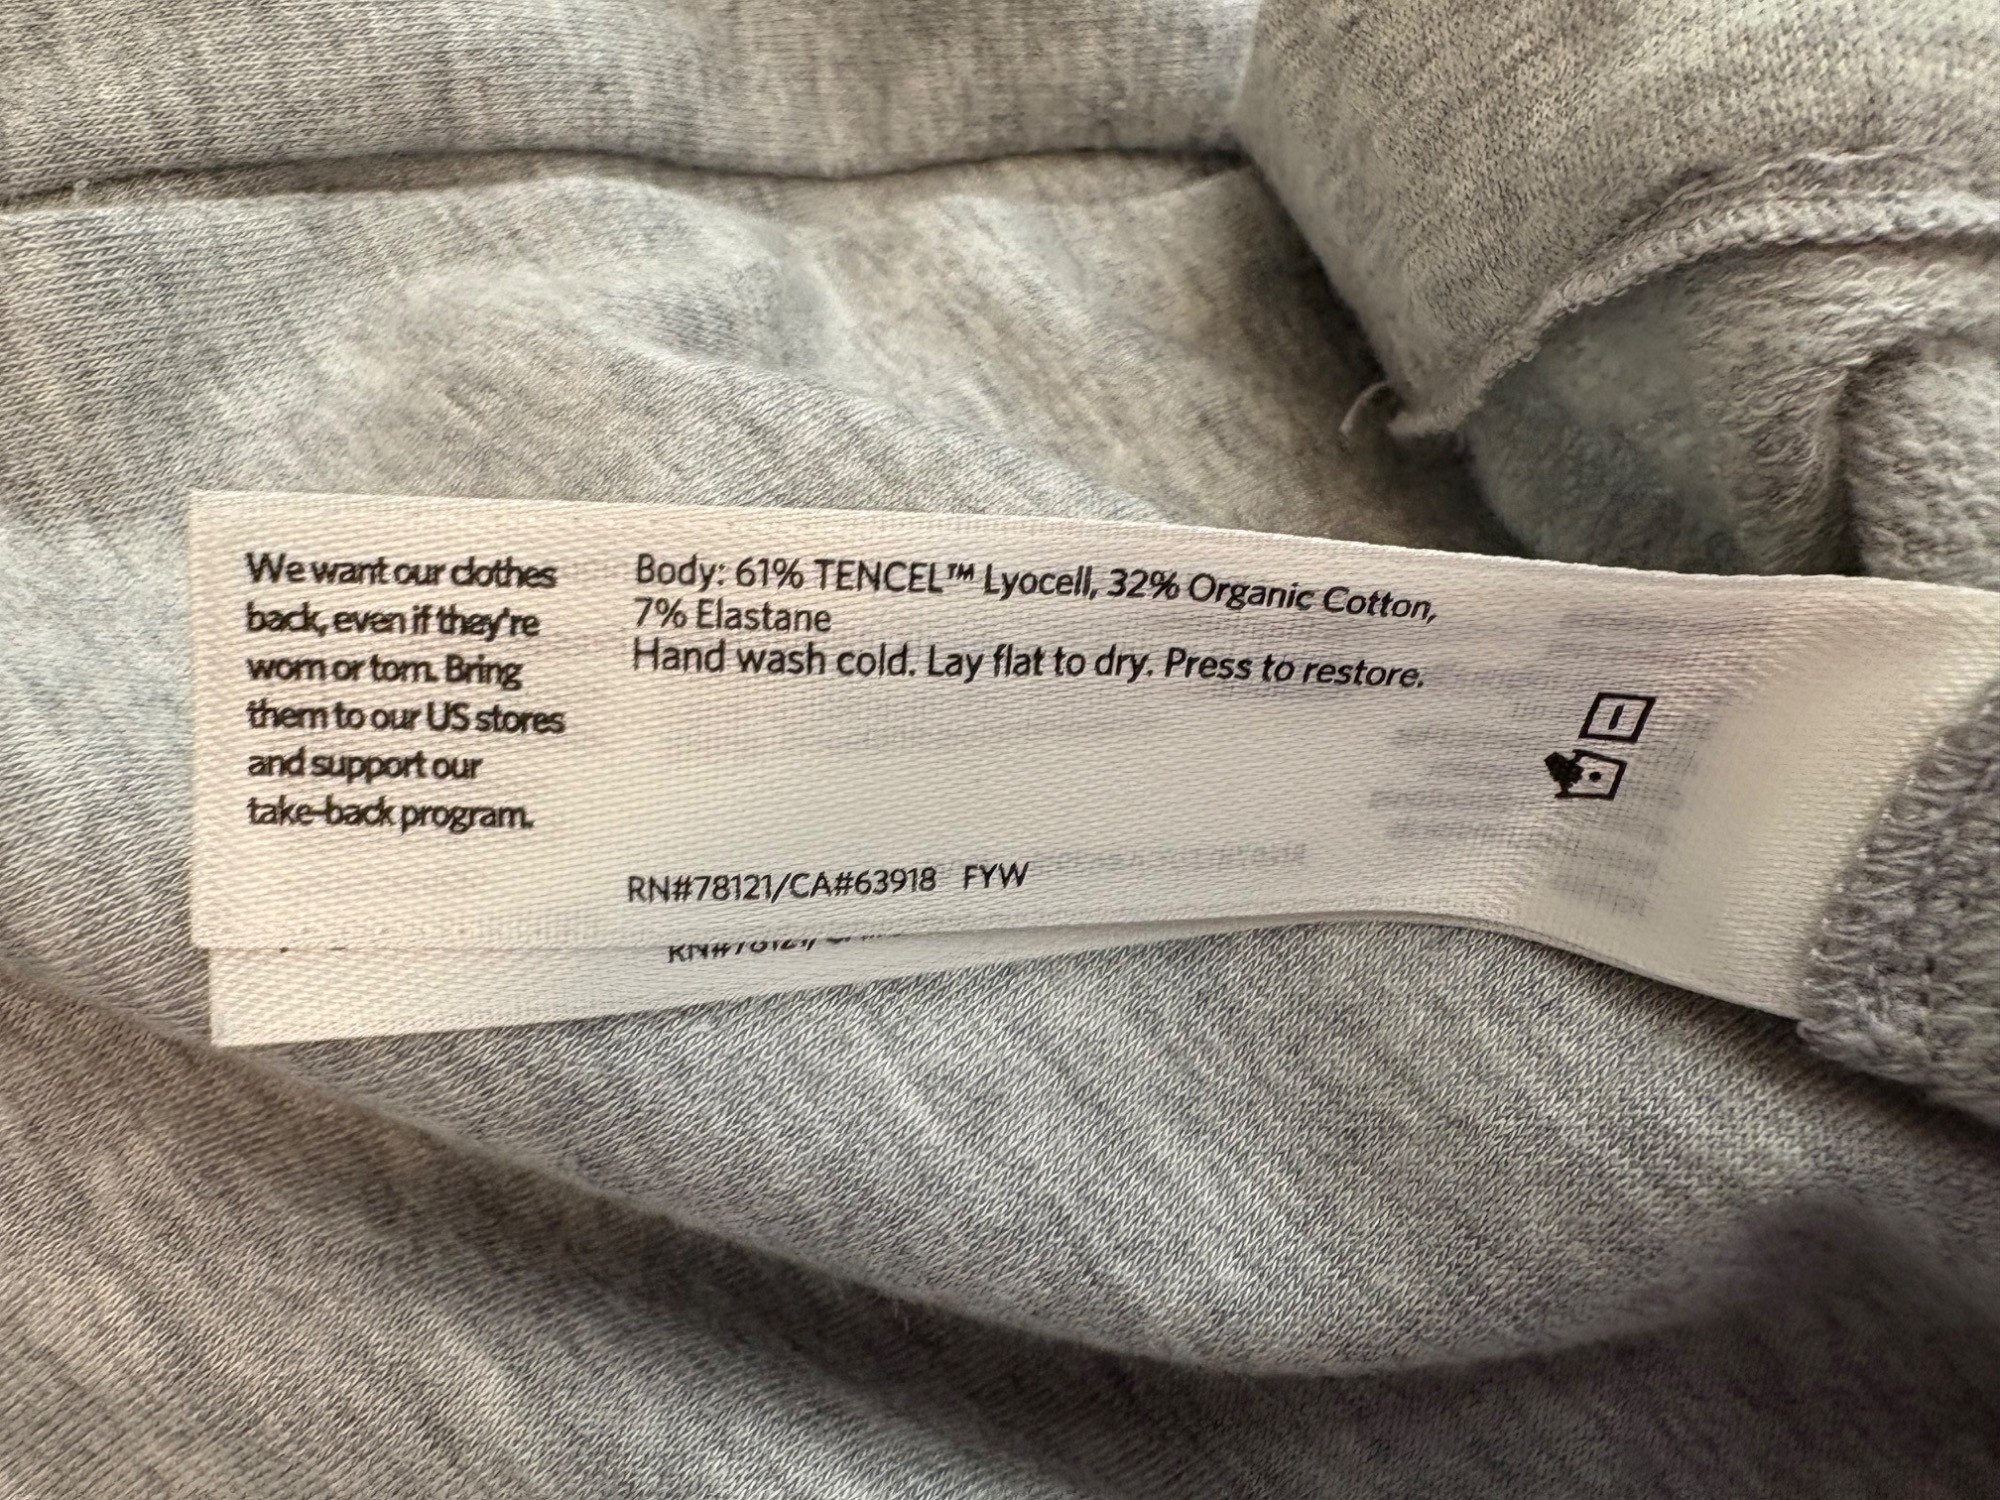 We want our clothes
back, even if they're
worn or torn. Bring
them to our US stores
and support our
take-back program.
Body: 61% TENCEL™ Lyocell, 32% Organic Cotton,
7% Elastane
Hand wash cold. Lay flat to dry. Press to restore.
RN#78121/CA#63918 FYW
RN#78121/